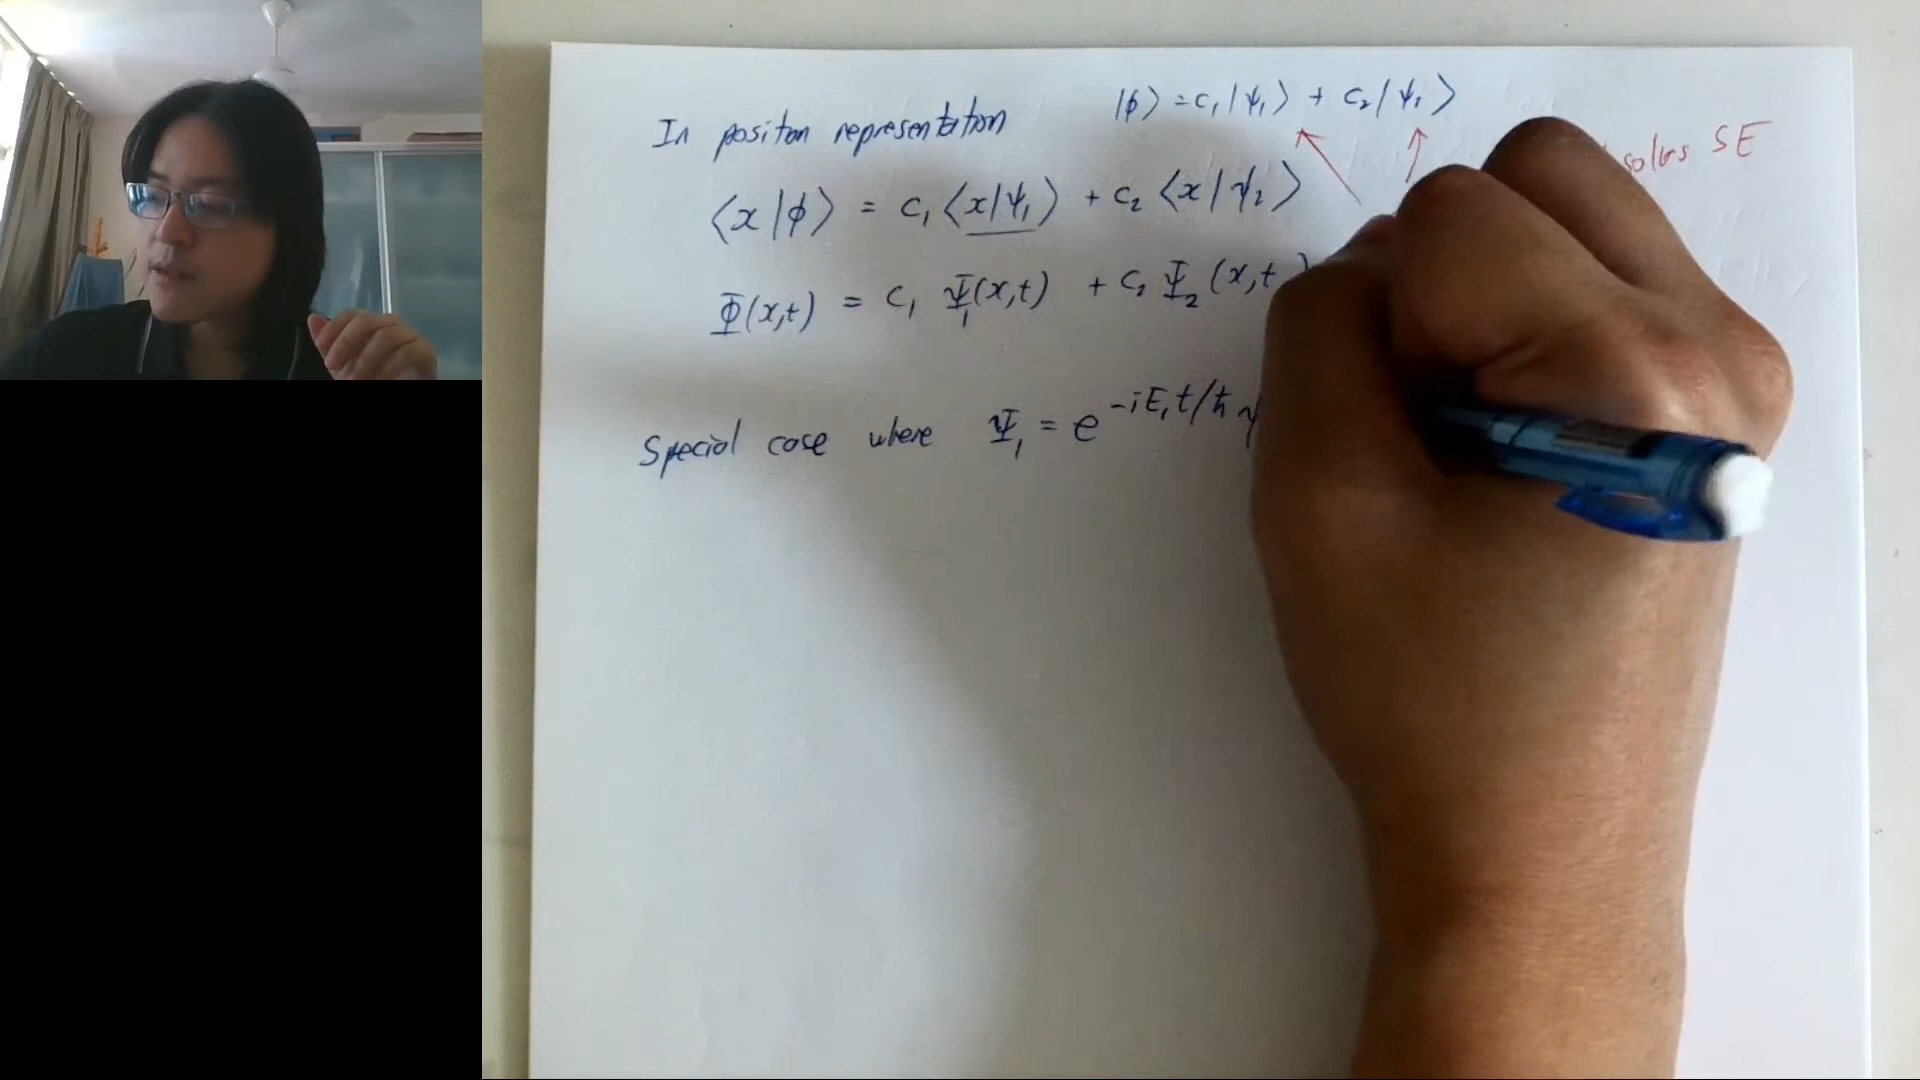 In positon representation |ϕ⟩ = c₁|ψ₁⟩ + c₂|ψ₁⟩
solves SE
⟨x|ϕ⟩ = c₁⟨x|ψ₁⟩ + c₂⟨x|ψ₂⟩
Φ(x,t) = c₁ Ψ₁(x,t) + c₂ Ψ₂(x,t)
Special case where Ψ₁ = e^{-iE₁t/ħ}